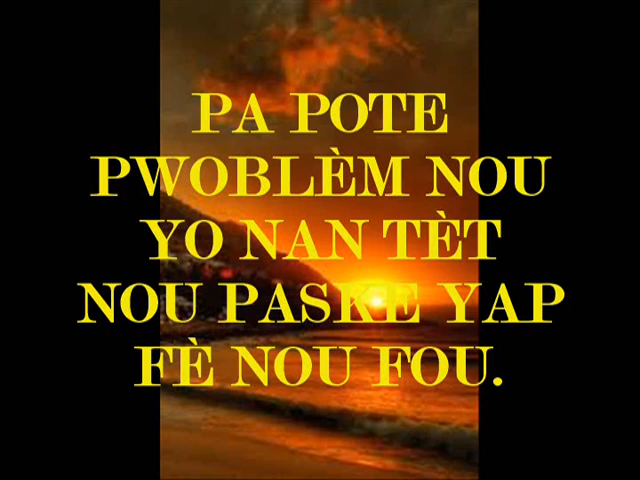 PA POTE
PWOBLÈM NOU
YO NAN TÈT
NOU PASKE YAP
FÈ NOU FOU.